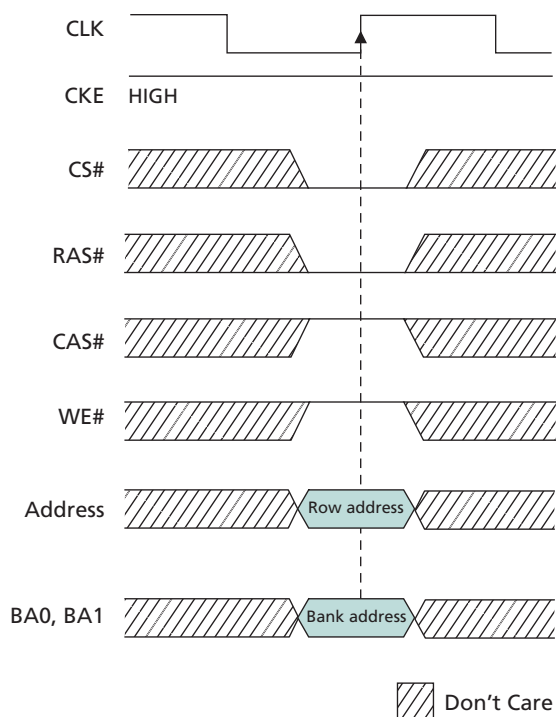 CLK
CKE HIGH
CS#
RAS#
CAS#
WE#
Address Row address
BA0, BA1 Bank address
Don't Care